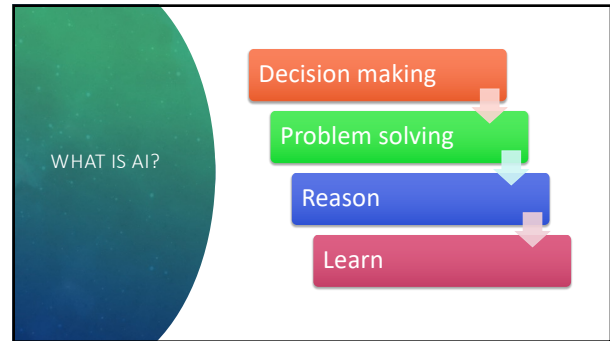 WHAT IS AI?
Decision making
Problem solving
Reason
Learn